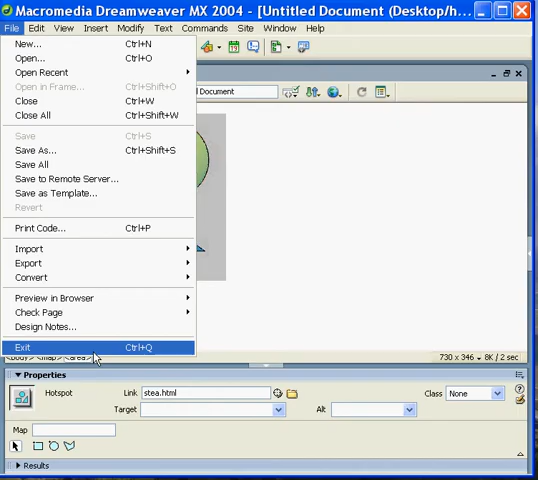 Macromedia Dreamweaver MX 2004 - [Untitled Document (Desktop/h...
File Edit View Insert Modify Text Commands Site Window Help
New... Ctrl+N
Open... Ctrl+O
Open Recent
Open in Frame... Ctrl+Shift+O
Close Ctrl+W
l Document
Close All Ctrl+Shift+W
Save Ctrl+S
Save As... Ctrl+Shift+S
Save All
Save to Remote Server...
Save as Template...
Revert
Print Code... Ctrl+P
Import
Export
Convert
Preview in Browser
Check Page
Design Notes...
Exit Ctrl+Q
<body> <map> <area> 730 x 346 8K / 2 sec
Properties
Hotspot Link stea.html Class None
Target Alt
Map
Results